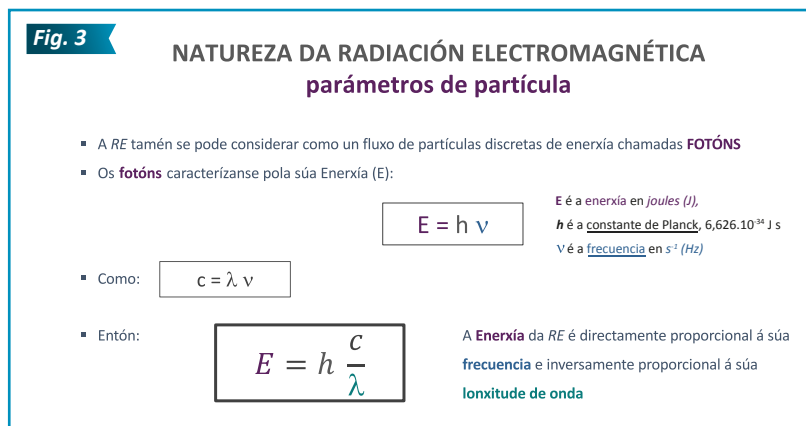 Fig. 3
NATUREZA DA RADIACIÓN ELECTROMAGNÉTICA
parámetros de partícula
▪ A RE tamén se pode considerar como un fluxo de partículas discretas de enerxía chamadas FOTÓNS
▪ Os fotóns caracterízanse pola súa Enerxía (E):
E = h ν
E é a enerxía en joules (J),
h é a constante de Planck, 6,626.10⁻³⁴ J s
ν é a frecuencia en s⁻¹ (Hz)
▪ Como:
c = λ ν
▪ Entón:
E = h c/λ
A Enerxía da RE é directamente proporcional á súa
frecuencia e inversamente proporcional á súa
lonxitude de onda